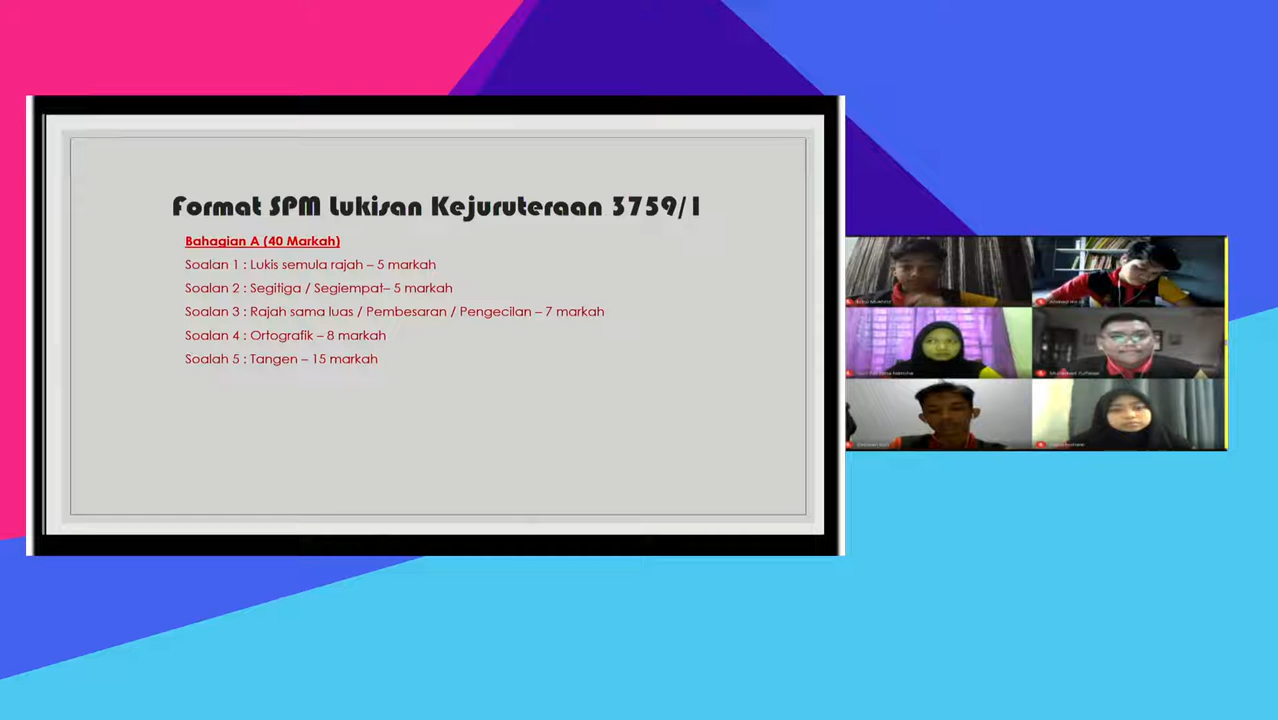 Format SPM Lukisan Kejuruteraan 3759/1
Bahagian A (40 Markah)
Soalan 1 : Lukis semula rajah – 5 markah
Soalan 2 : Segitiga / Segiempat– 5 markah
Soalan 3 : Rajah sama luas / Pembesaran / Pengecilan – 7 markah
Soalan 4 : Ortografik – 8 markah
Soalah 5 : Tangen – 15 markah